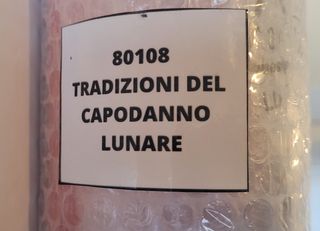 80108
TRADIZIONI DEL
CAPODANNO
LUNARE